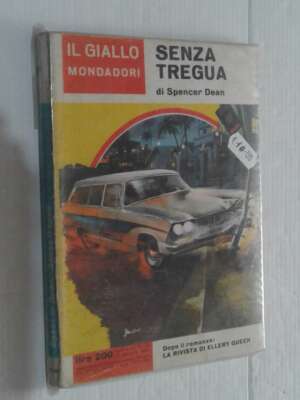 IL GIALLO
MONDADORI
SENZA
TREGUA
di Spencer Dean
lire 200
Dopo il romanzo:
LA RIVISTA DI ELLERY QUEEN